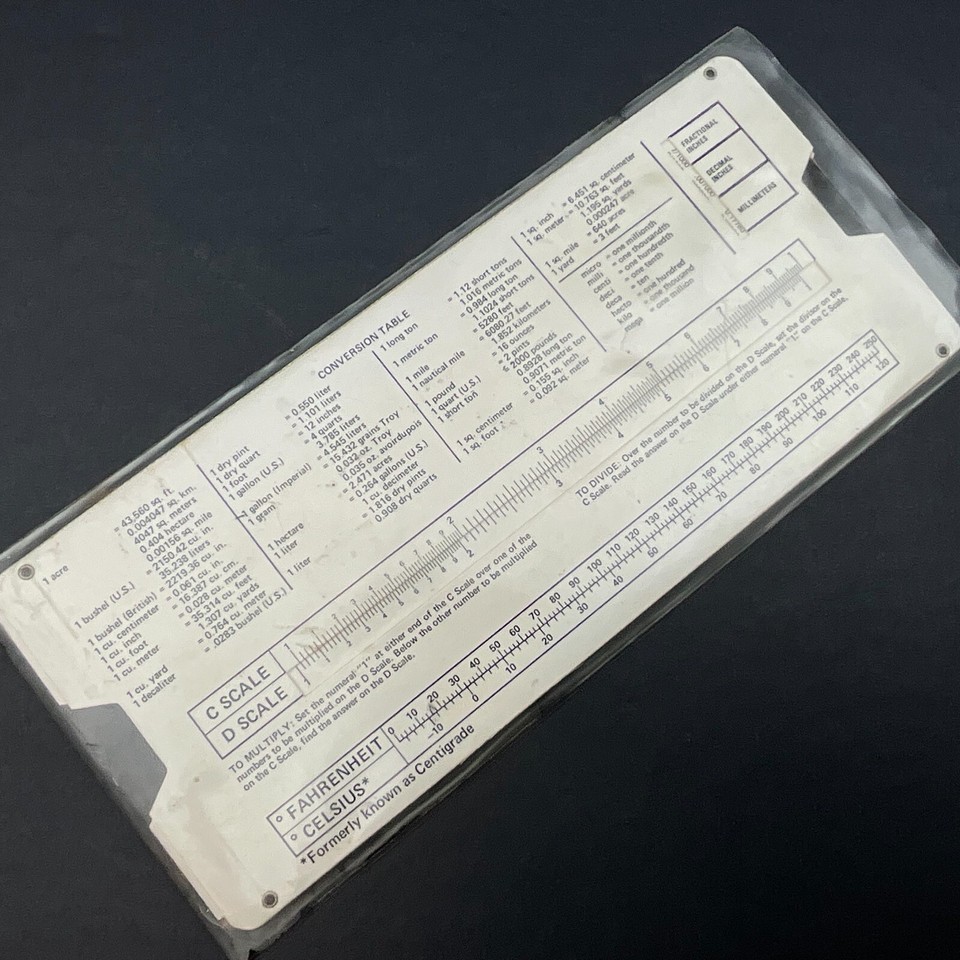 CONVERSION TABLE
1 acre = 43,560 sq. ft.
0.004047 sq. km.
4047 sq. meters
0.404 hectare
0.00156 sq. mile
1 bushel (U.S.) = 2150.42 cu. in.
35.238 liters
1 bushel (British) = 2219.36 cu. in.
1 cu. centimeter = 0.061 cu. in.
1 cu. inch = 16.387 cu. cm.
1 cu. foot = 0.028 cu. meter
1 cu. meter = 35.314 cu. feet
1.307 cu. yards
1 cu. yard = 0.764 cu. meter
1 decaliter = .0283 bushel (U.S.)
1 dry pint = 0.550 liter
1 dry quart = 1.101 liters
1 foot = 12 inches
1 gallon (U.S.) = 4 quarts
3.785 liters
1 gallon (Imperial) = 4.545 liters
1 gram = 15.432 grains Troy
0.032 oz. Troy
0.035 oz. avoirdupois
1 hectare = 2.471 acres
1 liter = 0.264 gallons (U.S.)
1 cu. decimeter
1 liter = 1.816 dry pints
0.908 dry quarts
1 long ton = 1.12 short tons
1.016 metric tons
1 metric ton = 0.984 long ton
1.1024 short tons
1 mile = 5280 feet
1 nautical mile = 6080.27 feet
1.852 kilometers
1 pound = 16 ounces
1 quart (U.S.) = 2 pints
1 short ton = 2000 pounds
0.8928 long ton
0.9071 metric ton
1 sq. centimeter = 0.155 sq. inch
1 sq. foot = 0.092 sq. meter
1 sq. inch = 6.451 sq. centimeter
1 sq. meter = 10.763 sq. feet
1.195 sq. yards
0.000247 acre
1 sq. mile = 640 acres
1 yard = 3 feet
micro = one millionth
milli = one thousandth
centi = one hundredth
deci = one tenth
deca = ten
hecto = one hundred
kilo = one thousand
mega = one million
FRACTIONAL INCHES
DECIMAL INCHES
MILLIMETERS
C SCALE
1 2 3 4 5 6 7 8 9 1
D SCALE
1 2 3 4 5 6 7 8 9 1
TO MULTIPLY: Set the numeral "1" at either end of the C Scale over one of the
numbers to be multiplied on the D Scale. Below the other number to be multiplied
on the C Scale, find the answer on the D Scale.
TO DIVIDE: Over the number to be divided on the D Scale, set the divisor on the
C Scale. Read the answer on the D Scale under either numeral "1" on the C Scale.
° FAHRENHEIT
0 10 20 30 40 50 60 70 80 90 100 110 120 130 140 150 160 170 180 190 200 210 220 230 240 250
° CELSIUS*
-10 0 10 20 30 40 50 60 70 80 90 100 110 120
*Formerly known as Centigrade